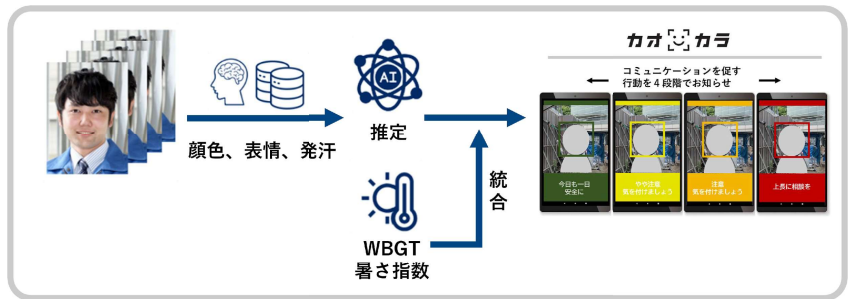 カオカラ
コミュニケーションを促す
行動を4段階でお知らせ
顔色、表情、発汗
AI
推定
統合
WBGT
暑さ指数
今日も一日
安全に
やや注意
気を付けましょう
注意
気を付けましょう
上長に相談を